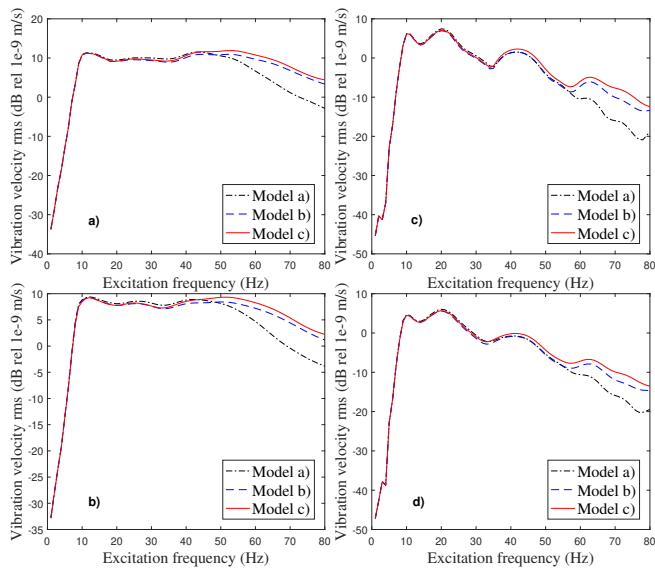 Vibration velocity rms (dB rel 1e-9 m/s)
20
10
0
-10
-20
-30
-40
a)
Model a)
Model b)
Model c)
0 10 20 30 40 50 60 70 80
Excitation frequency (Hz)
Vibration velocity rms (dB rel 1e-9 m/s)
10
0
-10
-20
-30
-40
-50
c)
Model a)
Model b)
Model c)
0 10 20 30 40 50 60 70 80
Excitation frequency (Hz)
Vibration velocity rms (dB rel 1e-9 m/s)
10
5
0
-5
-10
-15
-20
-25
-30
-35
b)
Model a)
Model b)
Model c)
0 10 20 30 40 50 60 70 80
Excitation frequency (Hz)
Vibration velocity rms (dB rel 1e-9 m/s)
10
0
-10
-20
-30
-40
-50
d)
Model a)
Model b)
Model c)
0 10 20 30 40 50 60 70 80
Excitation frequency (Hz)